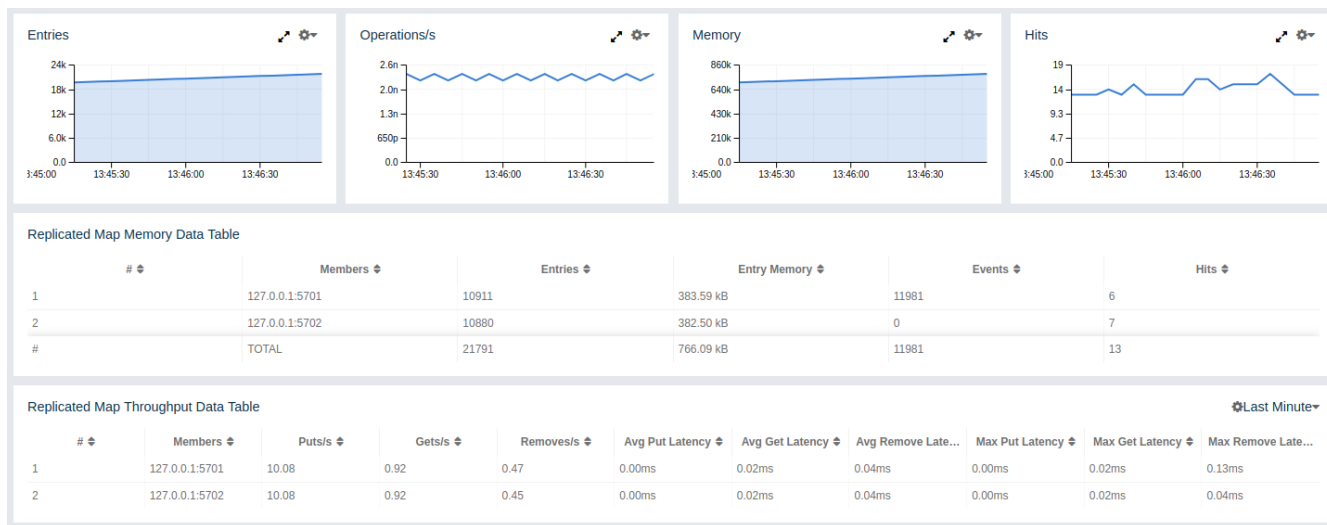 Entries
24k
18k
12k
6.0k
0.0
3:45:00 13:45:30 13:46:00 13:46:30
Operations/s
2.6n
2.0n
1.3n
650p
0.0
13:45:30 13:46:00 13:46:30
Memory
860k
640k
430k
210k
0.0
3:45:00 13:45:30 13:46:00 13:46:30
Hits
19
14
9.3
4.7
0.0
3:45:00 13:45:30 13:46:00 13:46:30
Replicated Map Memory Data Table
# Members Entries Entry Memory Events Hits
1 127.0.0.1:5701 10911 383.59 kB 11981 6
2 127.0.0.1:5702 10880 382.50 kB 0 7
# TOTAL 21791 766.09 kB 11981 13
Replicated Map Throughput Data Table Last Minute
# Members Puts/s Gets/s Removes/s Avg Put Latency Avg Get Latency Avg Remove Late… Max Put Latency Max Get Latency Max Remove Late…
1 127.0.0.1:5701 10.08 0.92 0.47 0.00ms 0.02ms 0.04ms 0.00ms 0.02ms 0.13ms
2 127.0.0.1:5702 10.08 0.92 0.45 0.00ms 0.02ms 0.04ms 0.00ms 0.02ms 0.04ms